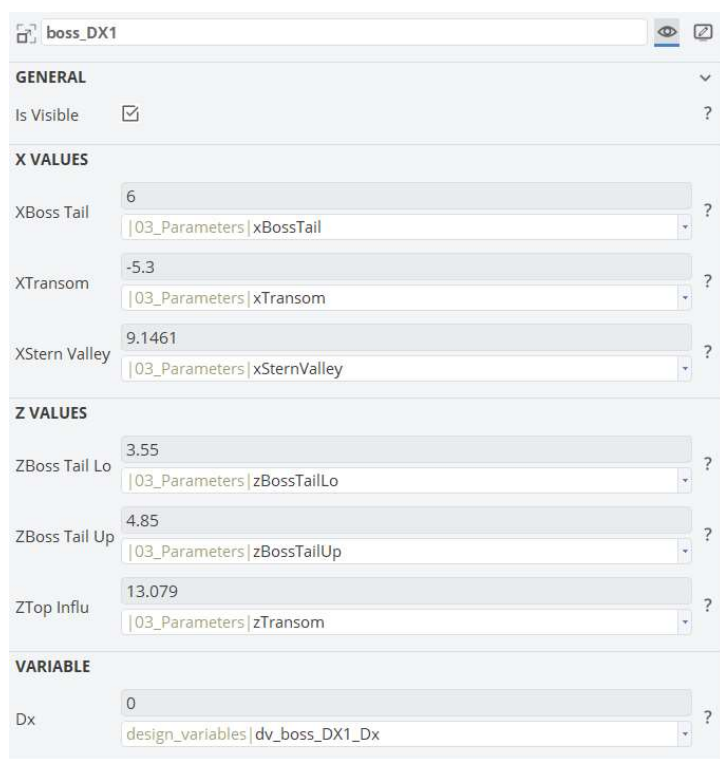 boss_DX1
GENERAL
Is Visible ?
X VALUES
6
XBoss Tail ?
|03_Parameters|xBossTail
-5.3
XTransom ?
|03_Parameters|xTransom
9.1461
XStern Valley ?
|03_Parameters|xSternValley
Z VALUES
3.55
ZBoss Tail Lo ?
|03_Parameters|zBossTailLo
4.85
ZBoss Tail Up ?
|03_Parameters|zBossTailUp
13.079
ZTop Influ ?
|03_Parameters|zTransom
VARIABLE
0
Dx ?
design_variables|dv_boss_DX1_Dx